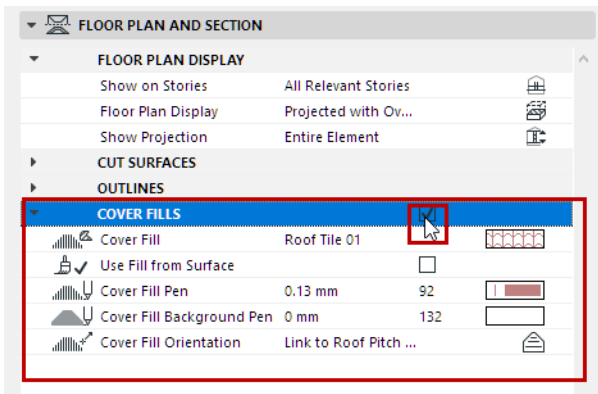 FLOOR PLAN AND SECTION
FLOOR PLAN DISPLAY
Show on Stories All Relevant Stories
Floor Plan Display Projected with Ov...
Show Projection Entire Element
CUT SURFACES
OUTLINES
COVER FILLS
Cover Fill Roof Tile 01
Use Fill from Surface
Cover Fill Pen 0.13 mm 92
Cover Fill Background Pen 0 mm 132
Cover Fill Orientation Link to Roof Pitch ...